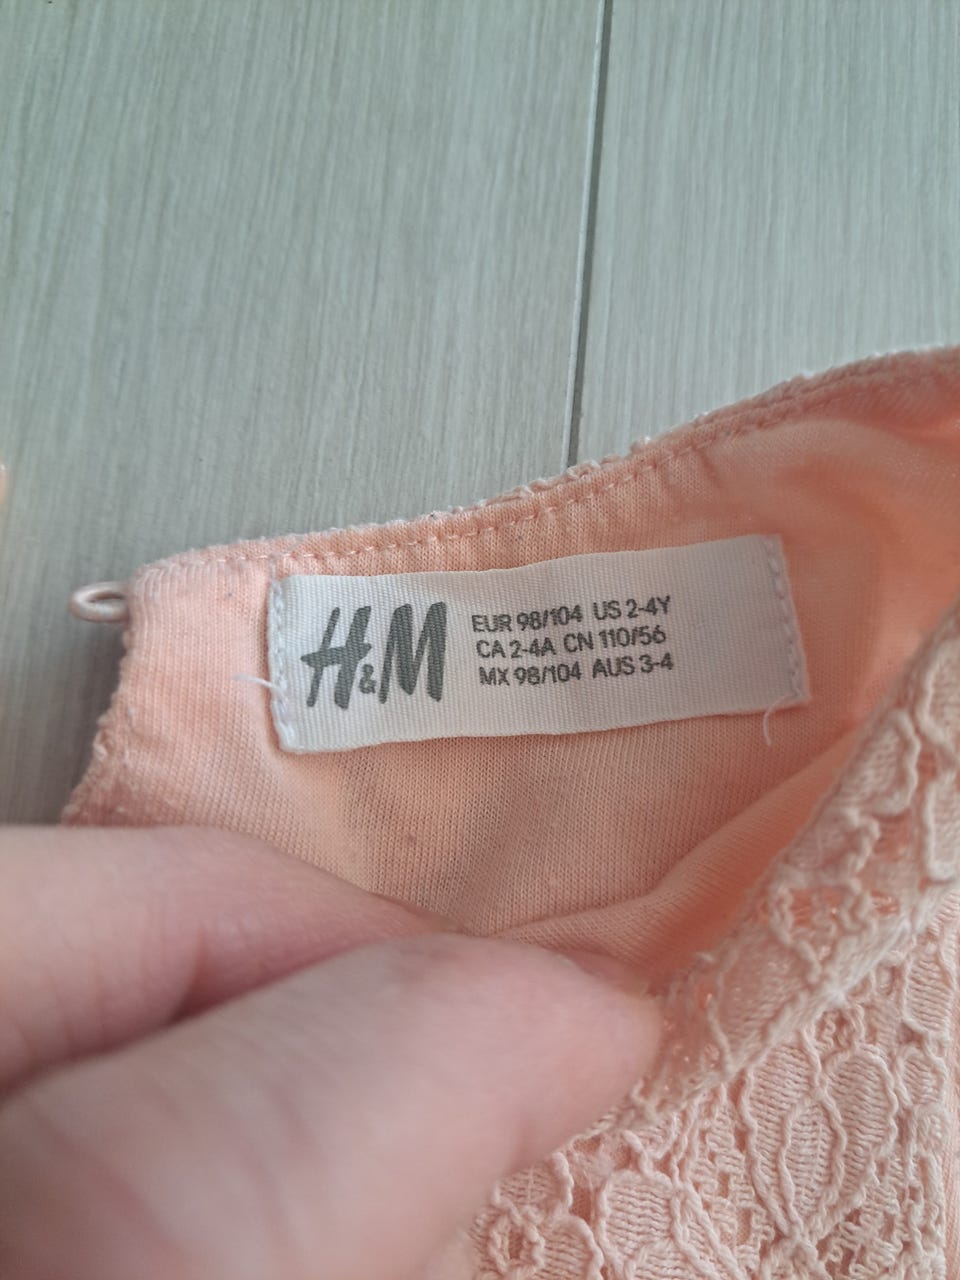 H&M
EUR 98/104 US 2-4Y
CA 2-4A CN 110/56
MX 98/104 AUS 3-4